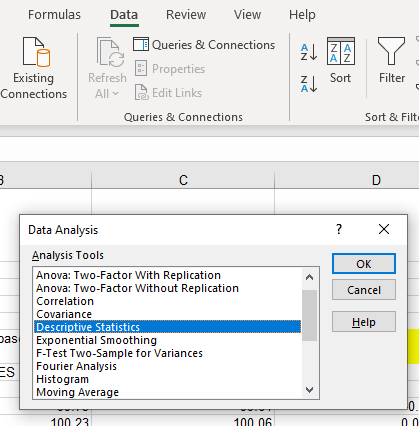 Formulas Data Review View Help
Existing Connections
Refresh All
Queries & Connections
Properties
Edit Links
Queries & Connections
A Z
Z A
Z A A Z
Sort
Filter
Sort & Filte
C D
Data Analysis ? ×
Analysis Tools
Anova: Two-Factor With Replication
Anova: Two-Factor Without Replication
Correlation
Covariance
Descriptive Statistics
Exponential Smoothing
F-Test Two-Sample for Variances
Fourier Analysis
Histogram
Moving Average
OK
Cancel
Help
ES
100.23 100.06 0.0